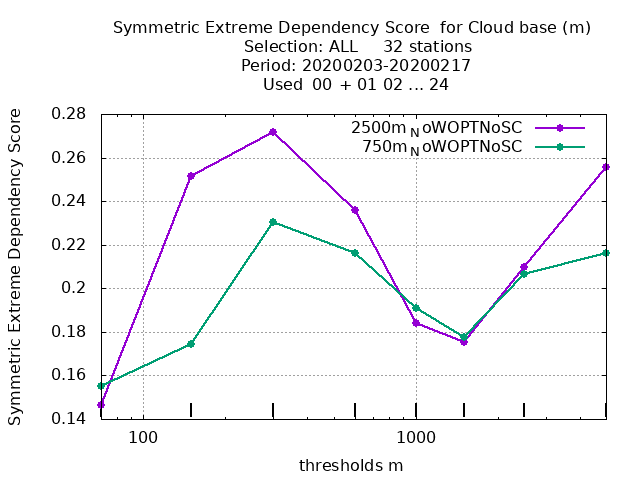 Symmetric Extreme Dependency Score  for Cloud base (m)
Selection: ALL     32 stations
Period: 20200203-20200217
Used  00 + 01 02 ... 24
Symmetric Extreme Dependency Score
0.28
0.26
0.24
0.22
0.2
0.18
0.16
0.14
2500mNoWOPTNoSC
750mNoWOPTNoSC
100
1000
thresholds m